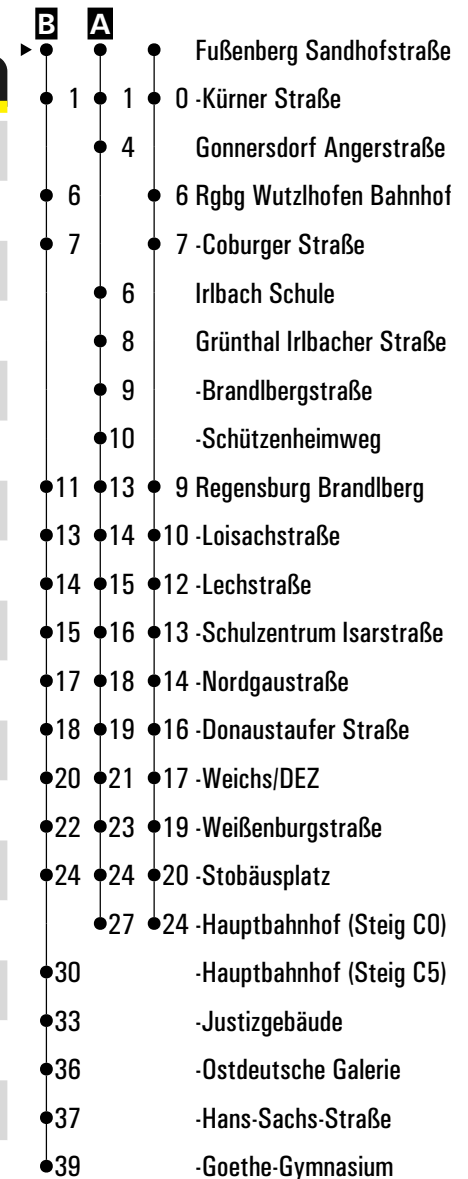 B A
Fußenberg Sandhofstraße
1 1 0 -Kürner Straße
4 Gonnersdorf Angerstraße
6 6 Rgbg Wutzlhofen Bahnhof
7 7 -Coburger Straße
6 Irlbach Schule
8 Grünthal Irlbacher Straße
9 -Brandlbergstraße
10 -Schützenheimweg
11 13 9 Regensburg Brandlberg
13 14 10 -Loisachstraße
14 15 12 -Lechstraße
15 16 13 -Schulzentrum Isarstraße
17 18 14 -Nordgaustraße
18 19 16 -Donaustaufer Straße
20 21 17 -Weichs/DEZ
22 23 19 -Weißenburgstraße
24 24 20 -Stobäusplatz
27 24 -Hauptbahnhof (Steig C0)
30 -Hauptbahnhof (Steig C5)
33 -Justizgebäude
36 -Ostdeutsche Galerie
37 -Hans-Sachs-Straße
39 -Goethe-Gymnasium